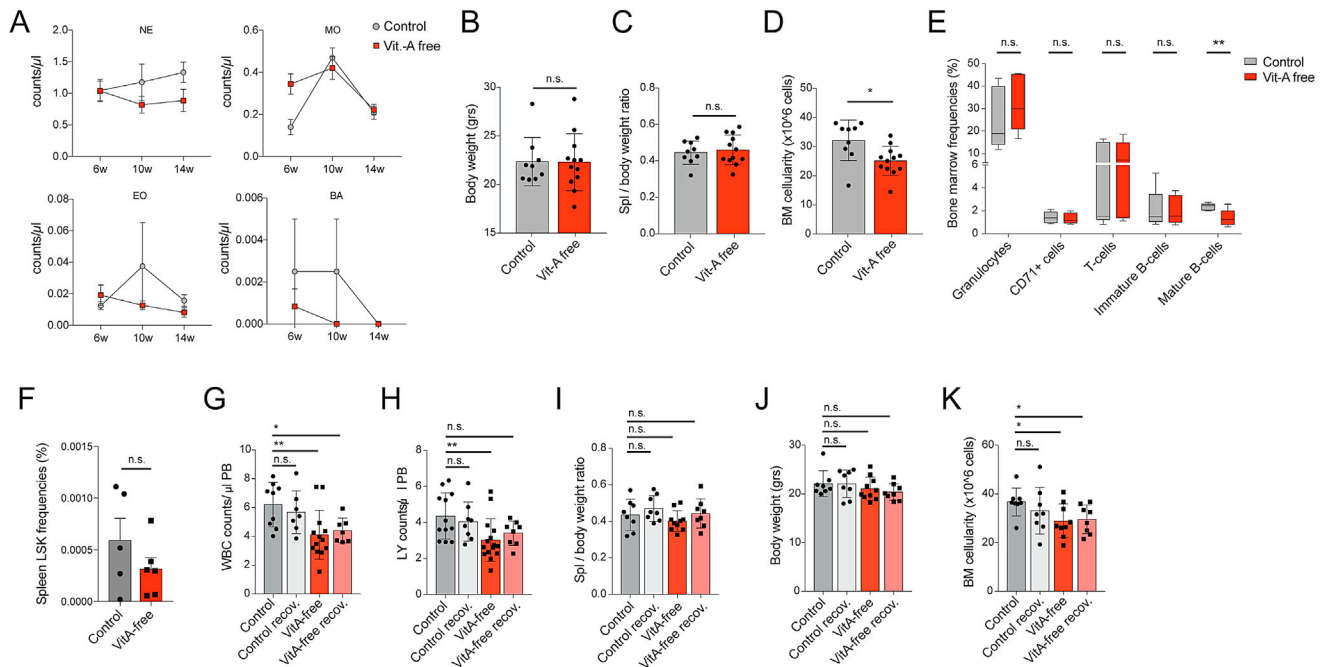 A
NE
MO
Control
Vit.-A free
counts/µl
2.0
1.5
1.0
0.5
0.0
6w 10w 14w
counts/µl
0.6
0.4
0.2
0.0
6w 10w 14w
EO
BA
counts/µl
0.08
0.06
0.04
0.02
0.00
6w 10w 14w
counts/µl
0.006
0.004
0.002
0.000
6w 10w 14w
B
n.s.
Body weight (grs)
30
25
20
15
Control
Vit-A free
C
n.s.
Spl / body weight ratio
0.8
0.6
0.4
0.2
0.0
Control
Vit-A free
D
*
BM cellularity (x10^6 cells)
60
50
40
30
20
10
0
Control
Vit-A free
E
n.s. n.s. n.s. n.s. **
Control
Vit-A free
Bone marrow frequencies (%)
50
40
30
20
10
6
4
2
0
Granulocytes
CD71+ cells
T-cells
Immature B-cells
Mature B-cells
F
n.s.
Spleen LSK frequencies (%)
0.0015
0.0010
0.0005
0.0000
Control
VitA-free
G
*
**
n.s.
WBC counts/ µl PB
10
8
6
4
2
0
Control
Control recov.
VitA-free
VitA-free recov.
H
n.s.
**
n.s.
LY counts/µ l PB
8
6
4
2
0
Control
Control recov.
VitA-free
VitA-free recov.
I
n.s.
n.s.
n.s.
Spl / body weight ratio
0.8
0.6
0.4
0.2
0.0
Control
Control recov.
VitA-free
VitA-free recov.
J
n.s.
n.s.
n.s.
Body weight (grs)
40
30
20
10
0
Control
Control recov.
VitA-free
VitA-free recov.
K
*
*
n.s.
BM cellularity (x10^6 cells)
60
40
20
0
Control
Control recov.
VitA-free
VitA-free recov.